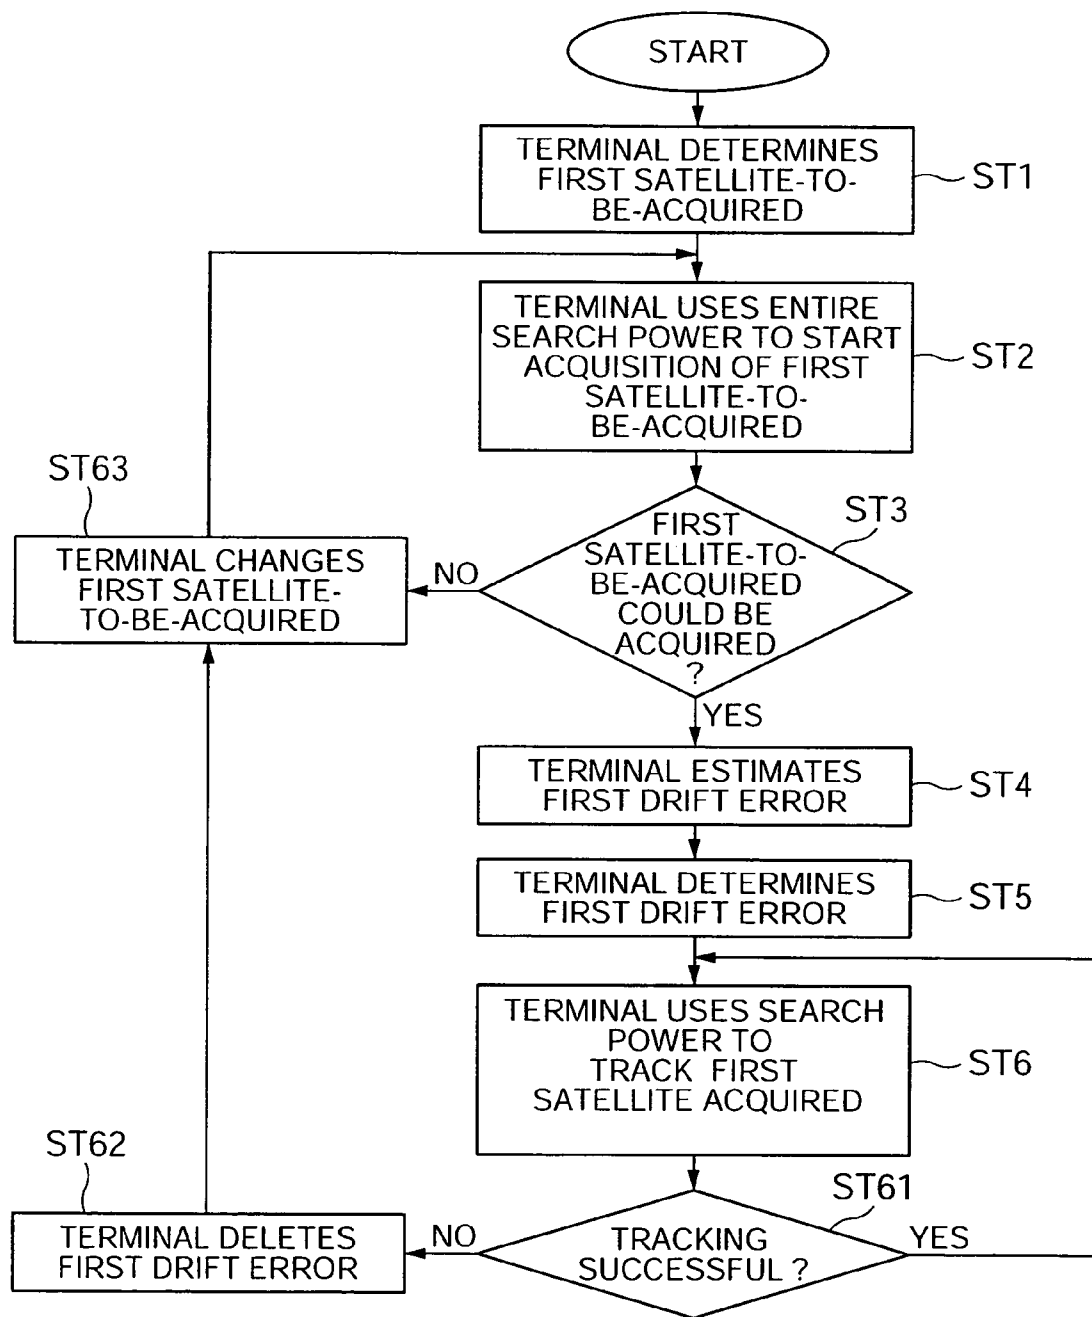 START
TERMINAL DETERMINES
FIRST SATELLITE-TO-
BE-ACQUIRED
ST1
TERMINAL USES ENTIRE
SEARCH POWER TO START
ACQUISITION OF FIRST
SATELLITE-TO-
BE-ACQUIRED
ST2
ST63
TERMINAL CHANGES
FIRST SATELLITE-
TO-BE-ACQUIRED
NO
FIRST
SATELLITE-TO-
BE-ACQUIRED
COULD BE
ACQUIRED
?
ST3
YES
TERMINAL ESTIMATES
FIRST DRIFT ERROR
ST4
TERMINAL DETERMINES
FIRST DRIFT ERROR
ST5
TERMINAL USES SEARCH
POWER TO
TRACK FIRST
SATELLITE ACQUIRED
ST6
ST62
TERMINAL DELETES
FIRST DRIFT ERROR
NO
TRACKING
SUCCESSFUL ?
ST61
YES